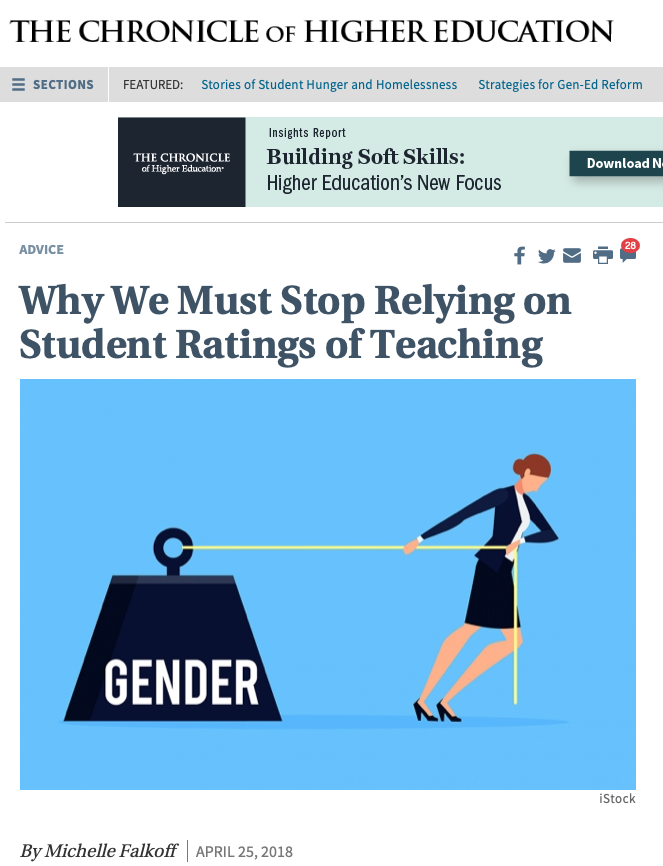 THE CHRONICLE OF HIGHER EDUCATION
SECTIONS FEATURED: Stories of Student Hunger and Homelessness Strategies for Gen-Ed Reform
Insights Report
THE CHRONICLE
of Higher Education
Building Soft Skills:
Higher Education's New Focus
Download
ADVICE
28
Why We Must Stop Relying on
Student Ratings of Teaching
GENDER
iStock
By Michelle Falkoff APRIL 25, 2018